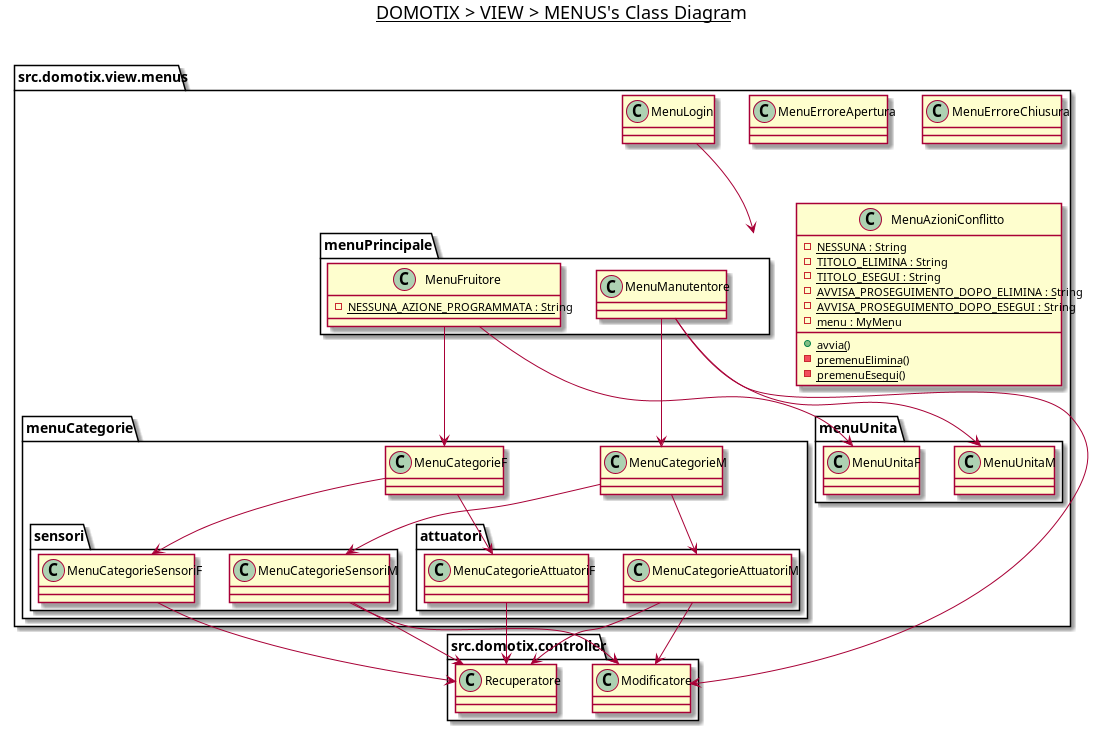 DOMOTIX > VIEW > MENUS's Class Diagram
src.domotix.view.menus
C MenuLogin
C MenuErroreApertura
C MenuErroreChiusura
C MenuAzioniConflitto
NESSUNA : String
TITOLO_ELIMINA : String
TITOLO_ESEGUI : String
AVVISA_PROSEGUIMENTO_DOPO_ELIMINA : String
AVVISA_PROSEGUIMENTO_DOPO_ESEGUI : String
menu : MyMenu
avvia()
premenuElimina()
premenuEsegui()
menuPrincipale
C MenuFruitore
NESSUNA_AZIONE_PROGRAMMATA : String
C MenuManutentore
menuCategorie
C MenuCategorieF
C MenuCategorieM
menuUnita
C MenuUnitaF
C MenuUnitaM
sensori
C MenuCategorieSensoriF
C MenuCategorieSensoriM
attuatori
C MenuCategorieAttuatoriF
C MenuCategorieAttuatoriM
src.domotix.controller
C Recuperatore
C Modificatore